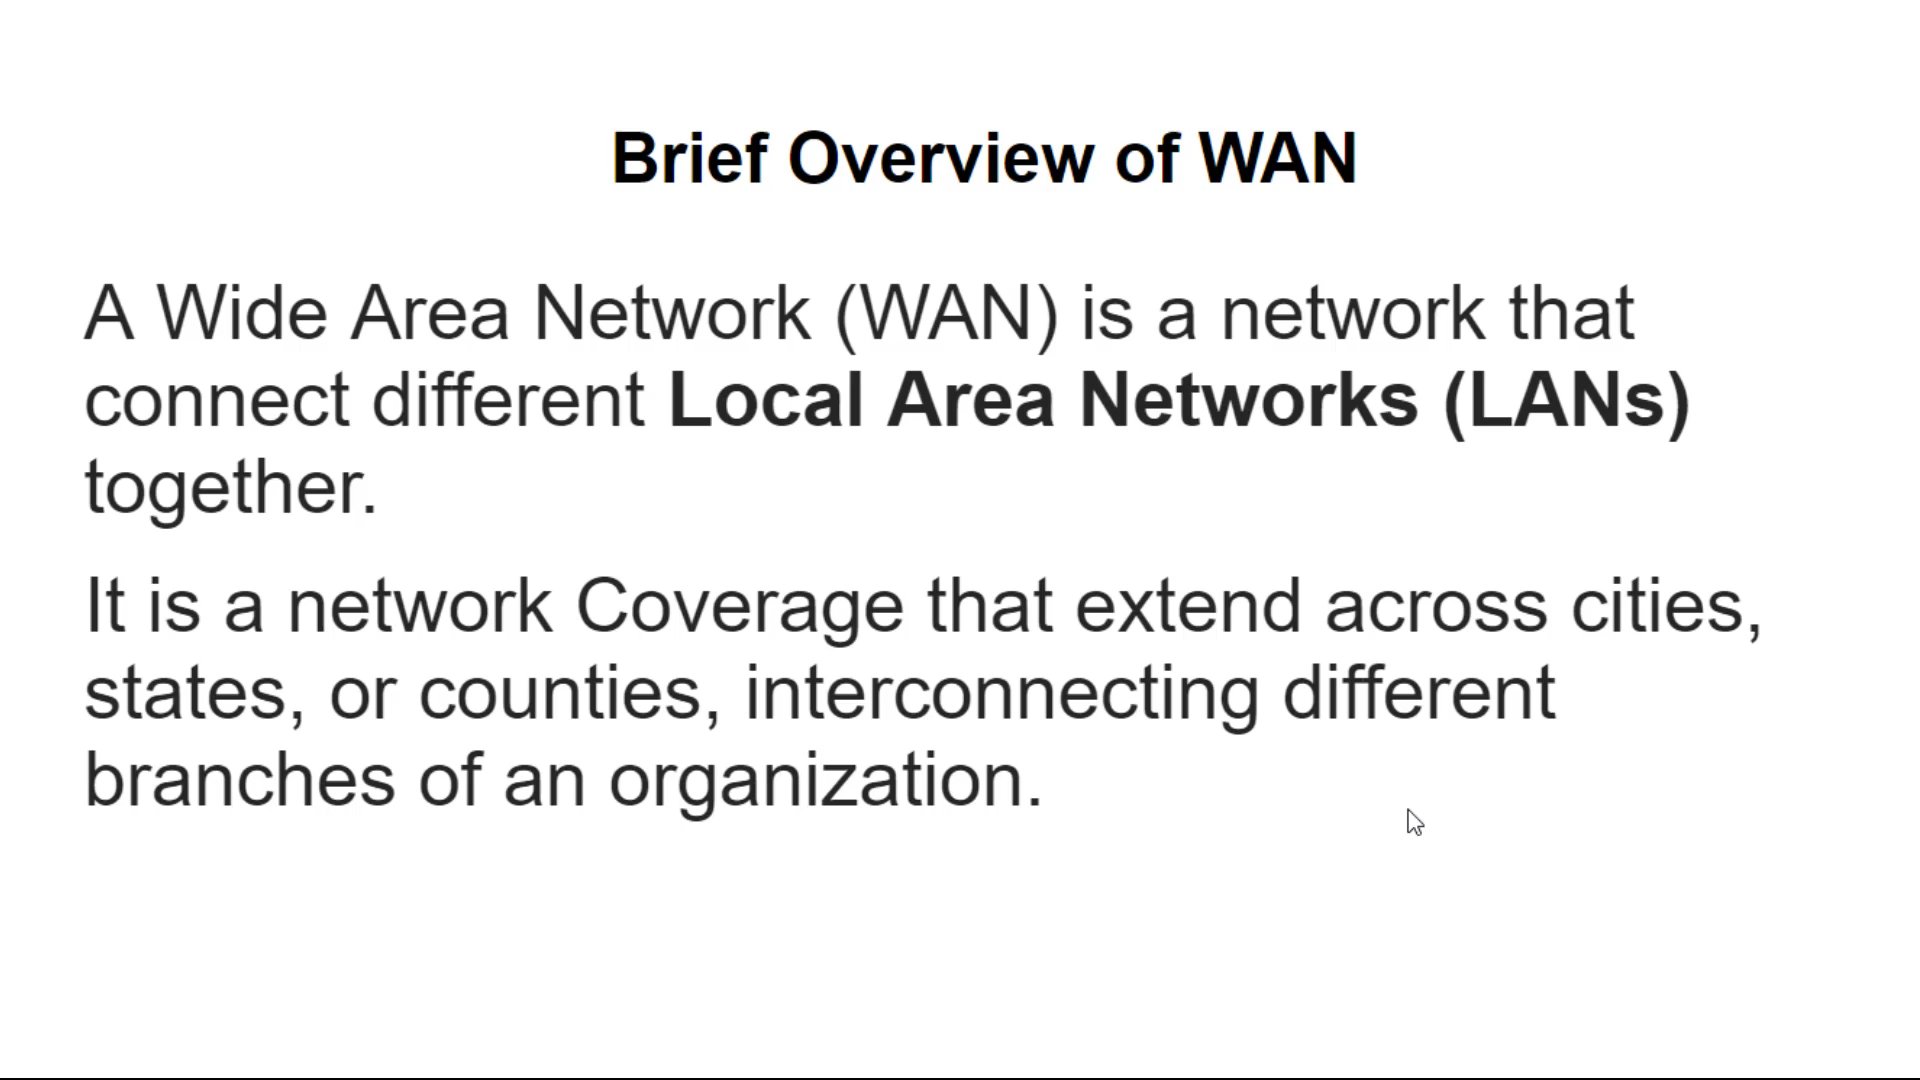 Brief Overview of WAN
A Wide Area Network (WAN) is a network that
connect different Local Area Networks (LANs)
together.
It is a network Coverage that extend across cities,
states, or counties, interconnecting different
branches of an organization.